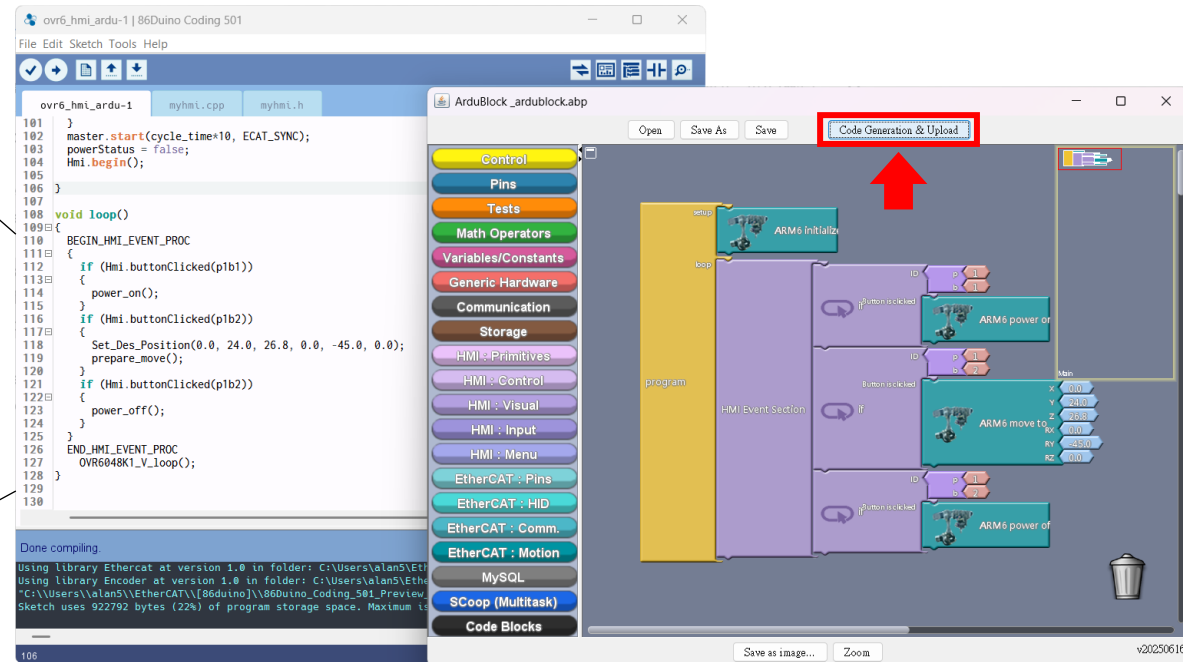 ovr6_hmi_ardu-1 | 86Duino Coding 501
File Edit Sketch Tools Help
ovr6_hmi_ardu-1 myhmi.cpp myhmi.h
101 }
102 master.start(cycle_time*10, ECAT_SYNC);
103 powerStatus = false;
104 Hmi.begin();
105
106 }
107
108 void loop()
109 {
110 BEGIN_HMI_EVENT_PROC
111 {
112 if (Hmi.buttonClicked(p1b1))
113 {
114 power_on();
115 }
116 if (Hmi.buttonClicked(p1b2))
117 {
118 Set_Des_Position(0.0, 24.0, 26.8, 0.0, -45.0, 0.0);
119 prepare_move();
120 }
121 if (Hmi.buttonClicked(p1b2))
122 {
123 power_off();
124 }
125 }
126 END_HMI_EVENT_PROC
127 OVR6048K1_V_loop();
128 }
129
130
Done compiling.
Using library Ethercat at version 1.0 in folder: C:\Users\alan5\Eth
Using library Encoder at version 1.0 in folder: C:\Users\alan5\Ethe
"C:\\Users\\alan5\\EtherCAT\\[86duino]\\86Duino_Coding_501_Preview_
Sketch uses 922792 bytes (22%) of program storage space. Maximum is
106
ArduBlock _ardublock.abp
Open Save As Save Code Generation & Upload
Control
Pins
Tests
Math Operators
Variables/Constants
Generic Hardware
Communication
Storage
HMI : Primitives
HMI : Control
HMI : Visual
HMI : Input
HMI : Menu
EtherCAT : Pins
EtherCAT : HID
EtherCAT : Comm.
EtherCAT : Motion
MySQL
SCoop (Multitask)
Code Blocks
program
setup
ARM6 initialize
loop
HMI Event Section
ID p 1
b 1
if Button is clicked
ARM6 power on
ID p 1
b 2
Button is clicked
if
ARM6 move to
X 0.0
Y 24.0
Z 26.8
RX 0.0
RY -45.0
RZ 0.0
ID p 1
b 2
if Button is clicked
ARM6 power of
Main
Save as image... Zoom
v20250616